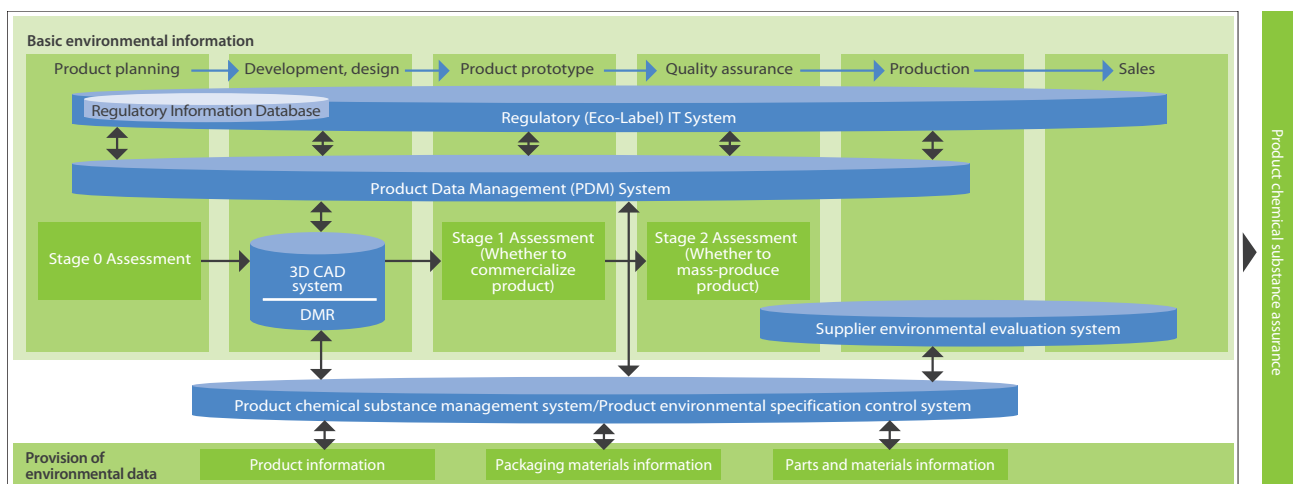 Basic environmental information
Product planning
Development, design
Product prototype
Quality assurance
Production
Sales
Regulatory Information Database
Regulatory (Eco-Label) IT System
Product Data Management (PDM) System
Stage 0 Assessment
3D CAD
system
DMR
Stage 1 Assessment
(Whether to
commercialize
product)
Stage 2 Assessment
(Whether to
mass-produce
product)
Supplier environmental evaluation system
Product chemical substance management system/Product environmental specification control system
Provision of
environmental data
Product information
Packaging materials information
Parts and materials information
Product chemical substance assurance